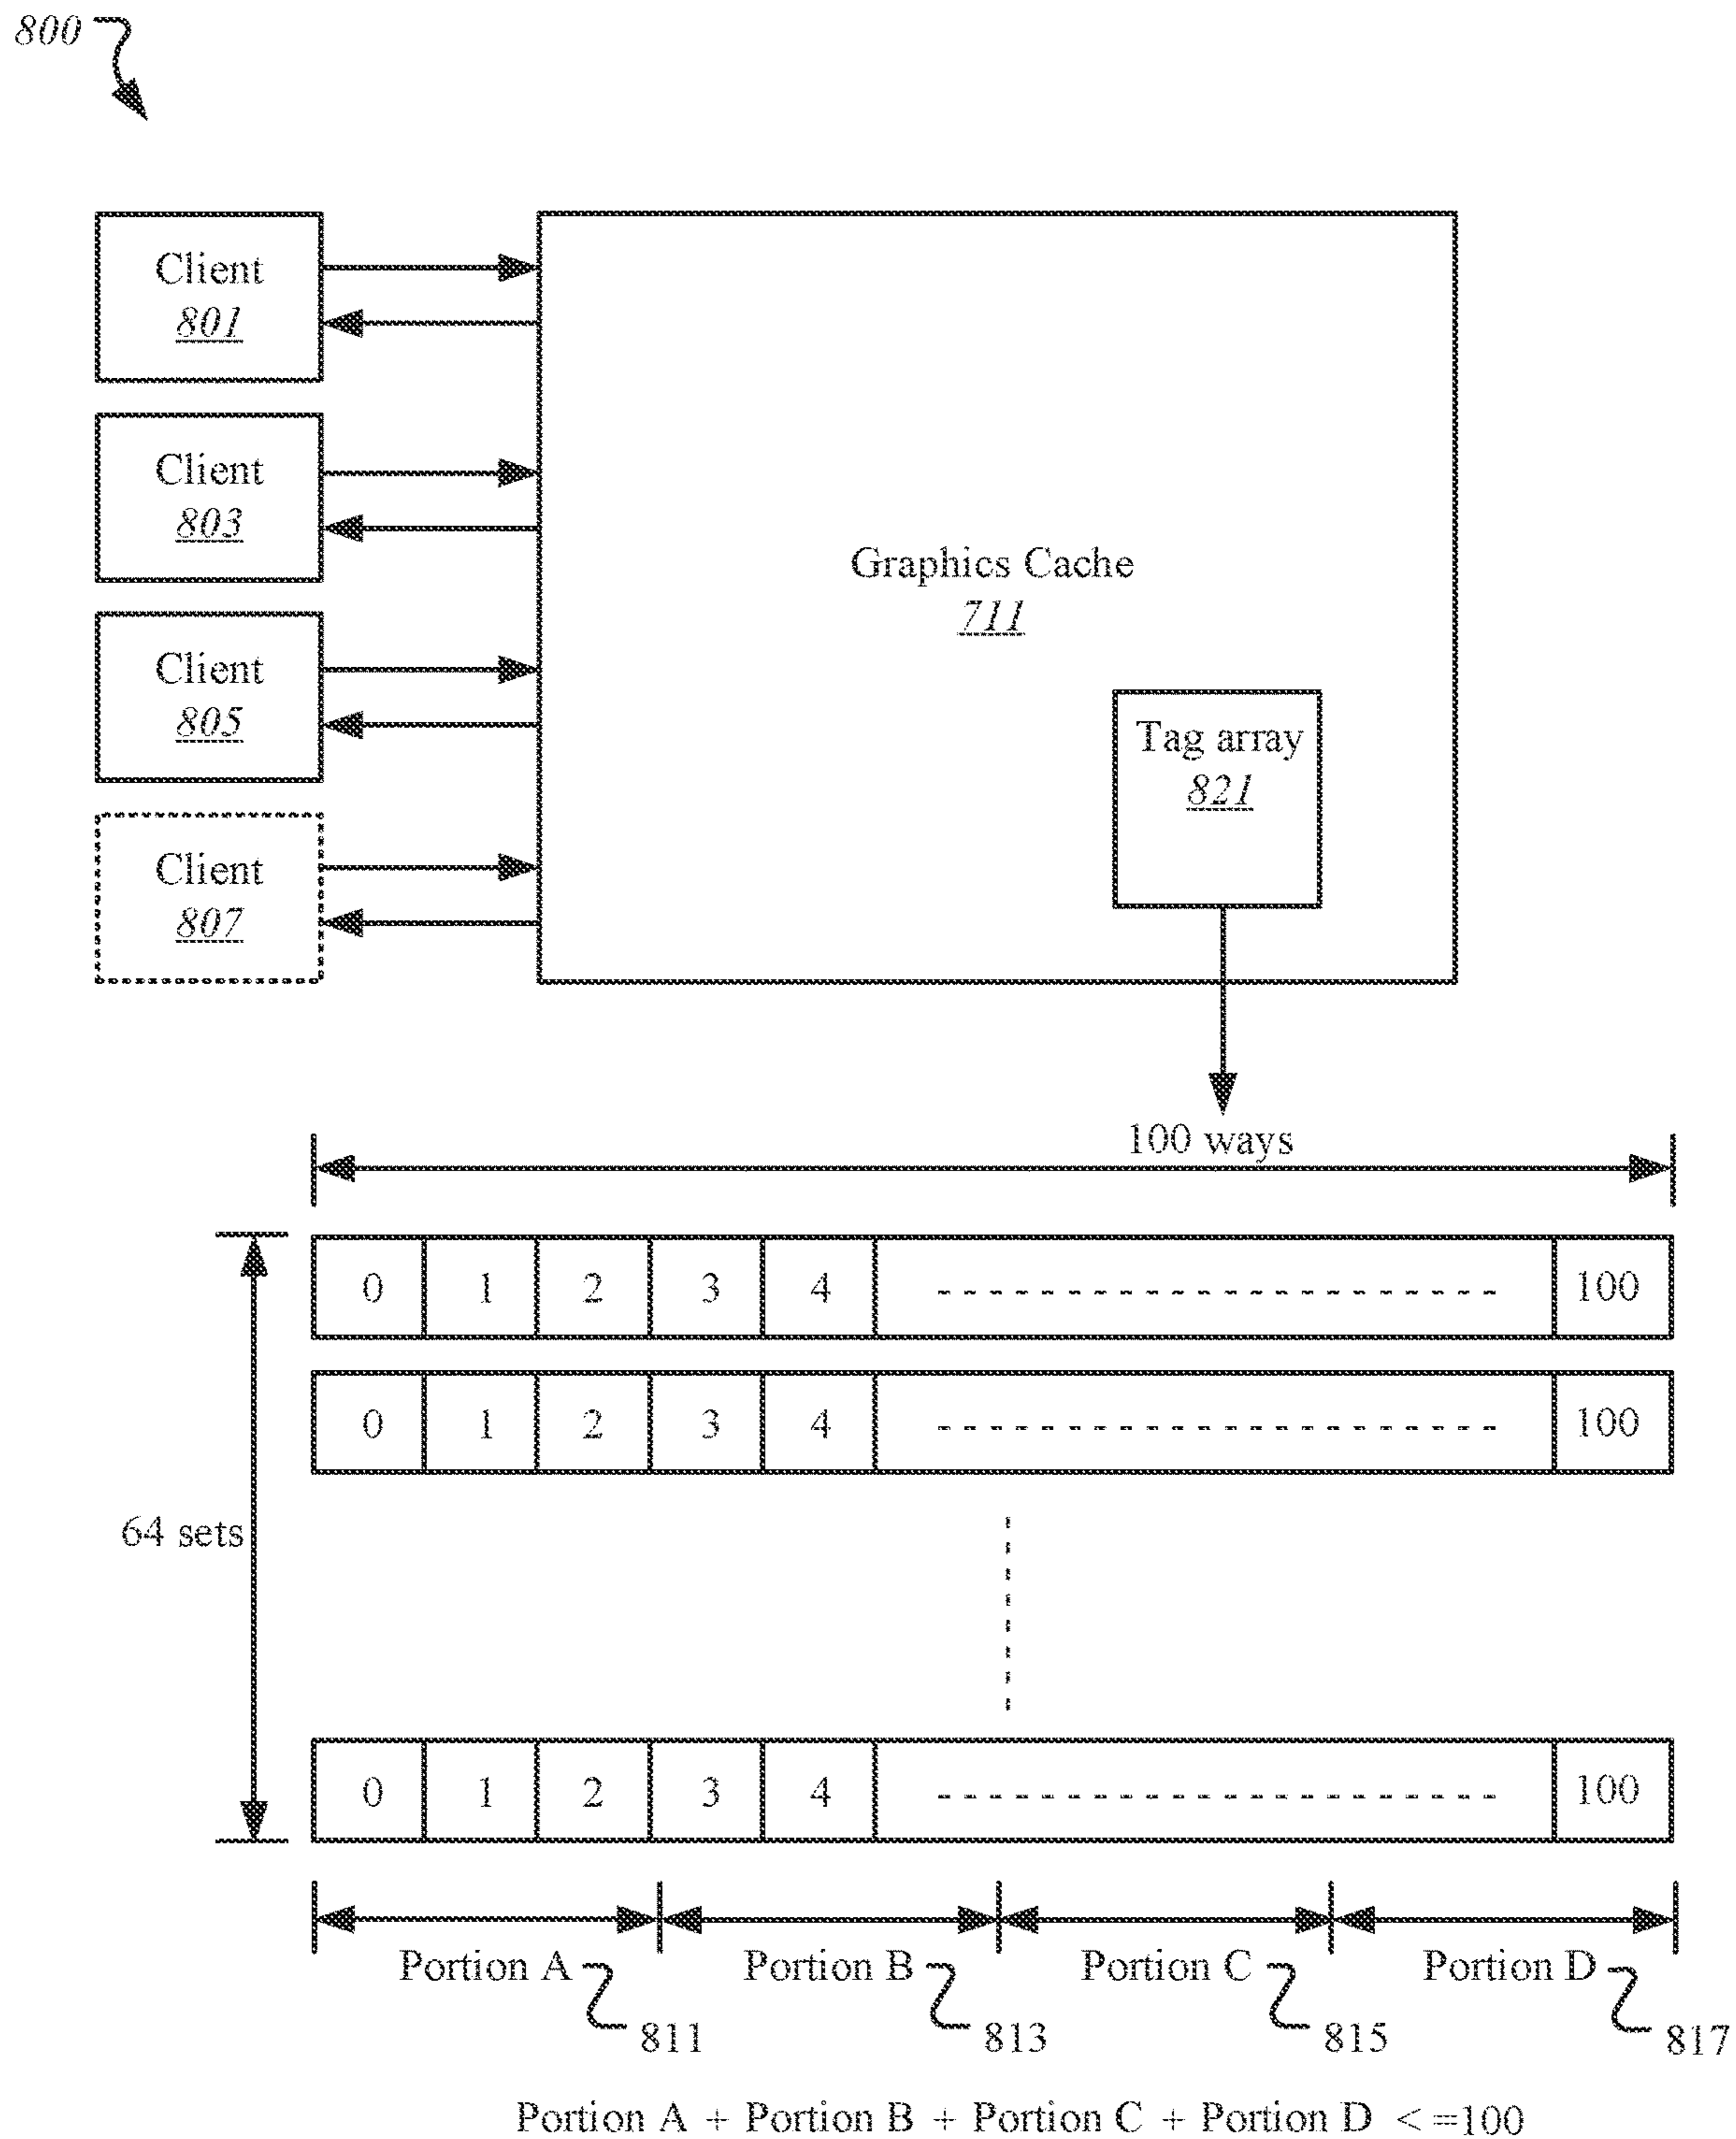 800
Client
801
Client
803
Client
805
Client
807
Graphics Cache
711
Tag array
821
100 ways
0 1 2 3 4 100
0 1 2 3 4 100
64 sets
0 1 2 3 4 100
Portion A Portion B Portion C Portion D
811 813 815 817
Portion A + Portion B + Portion C + Portion D <=100